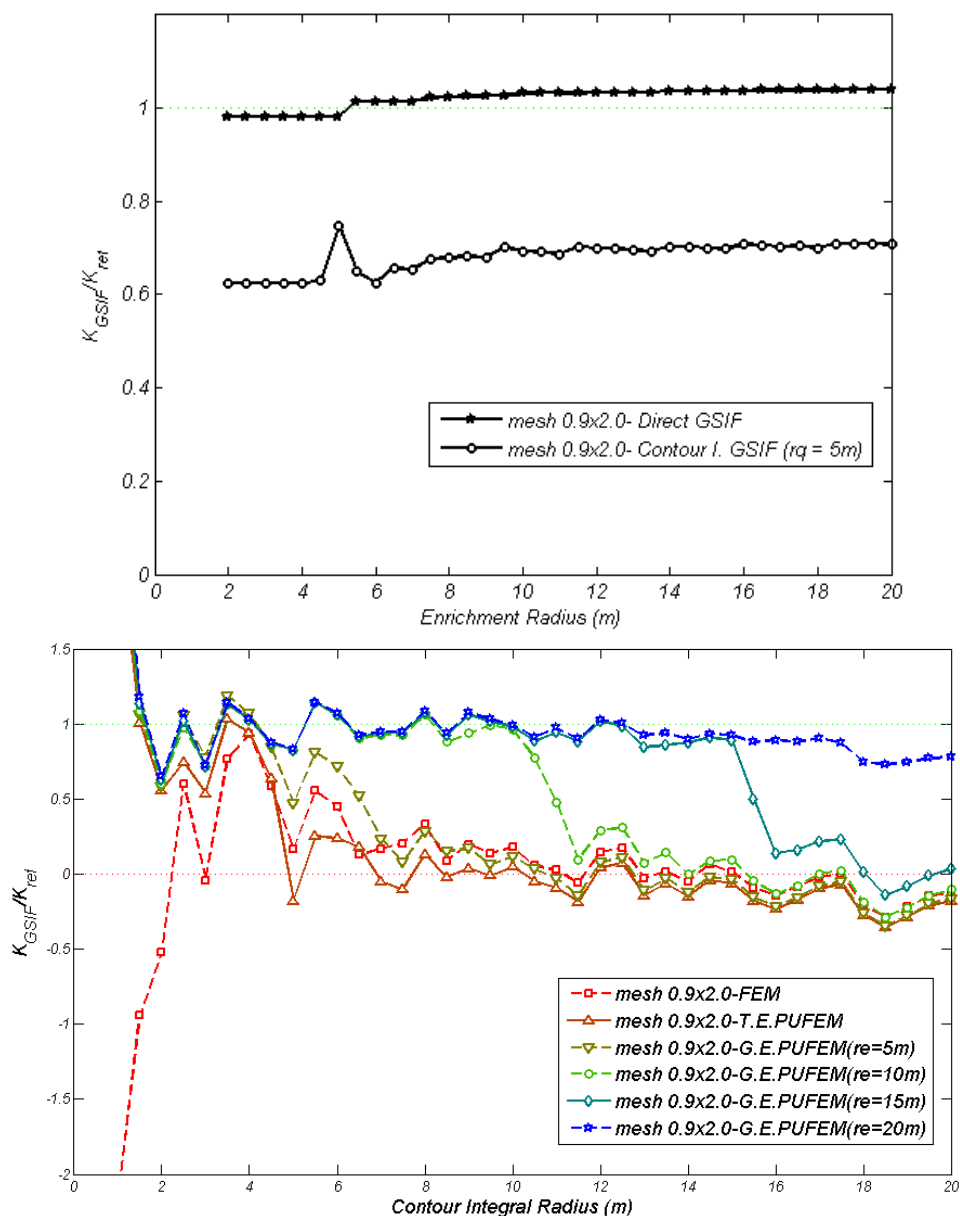 1
0.8
0.6
0.4
0.2
0
0 2 4 6 8 10 12 14 16 18 20
K_GSIF/K_ref
Enrichment Radius (m)
mesh 0.9x2.0- Direct GSIF
mesh 0.9x2.0- Contour I. GSIF (rq = 5m)
1.5
1
0.5
0
-0.5
-1
-1.5
-2
0 2 4 6 8 10 12 14 16 18 20
K_GSIF/K_ref
Contour Integral Radius (m)
mesh 0.9x2.0-FEM
mesh 0.9x2.0-T.E.PUFEM
mesh 0.9x2.0-G.E.PUFEM(re=5m)
mesh 0.9x2.0-G.E.PUFEM(re=10m)
mesh 0.9x2.0-G.E.PUFEM(re=15m)
mesh 0.9x2.0-G.E.PUFEM(re=20m)